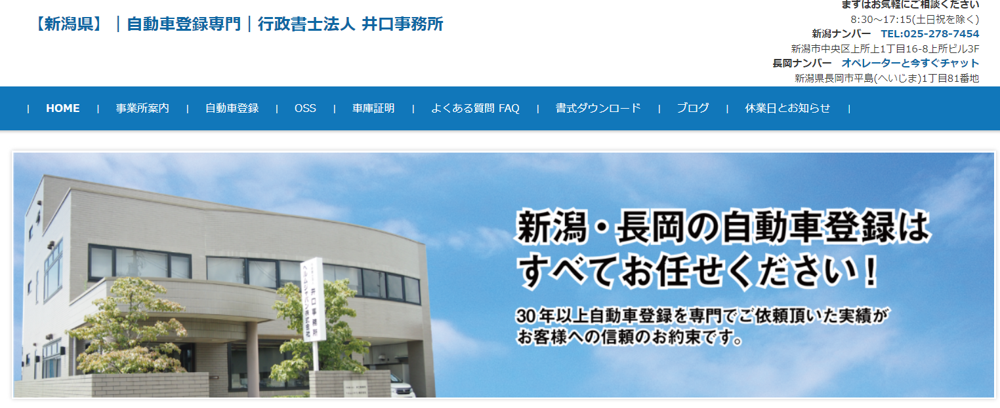 【新潟県】｜自動車登録専門｜行政書士法人 井口事務所
まずはお気軽にご相談ください
8:30～17:15(土日祝を除く)
新潟ナンバー　TEL:025-278-7454
新潟市中央区上所上1丁目16-8上所ビル3F
長岡ナンバー　オペレーターと今すぐチャット
新潟県長岡市平島(へいじま)1丁目81番地
| HOME | 事業所案内 | 自動車登録 | OSS | 車庫証明 | よくある質問 FAQ | 書式ダウンロード | ブログ | 休業日とお知らせ |
新潟・長岡の自動車登録は
すべてお任せください！
30年以上自動車登録を専門でご依頼頂いた実績が
お客様への信頼のお約束です。
井口事務所
ヘルムジャパン株式会社